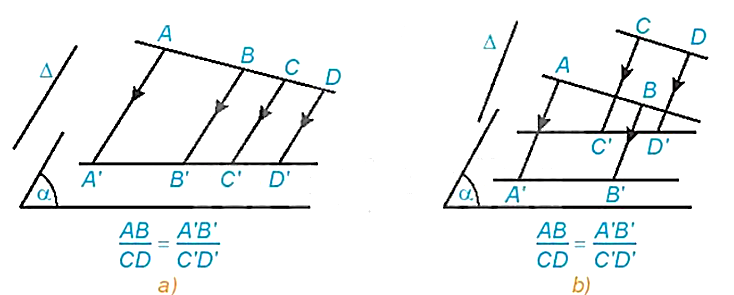 A
B
C
D
Δ
A'
B'
C'
D'
α
AB/CD = A'B'/C'D'
a)
C
D
Δ
A
B
C'
D'
α
A'
B'
AB/CD = A'B'/C'D'
b)